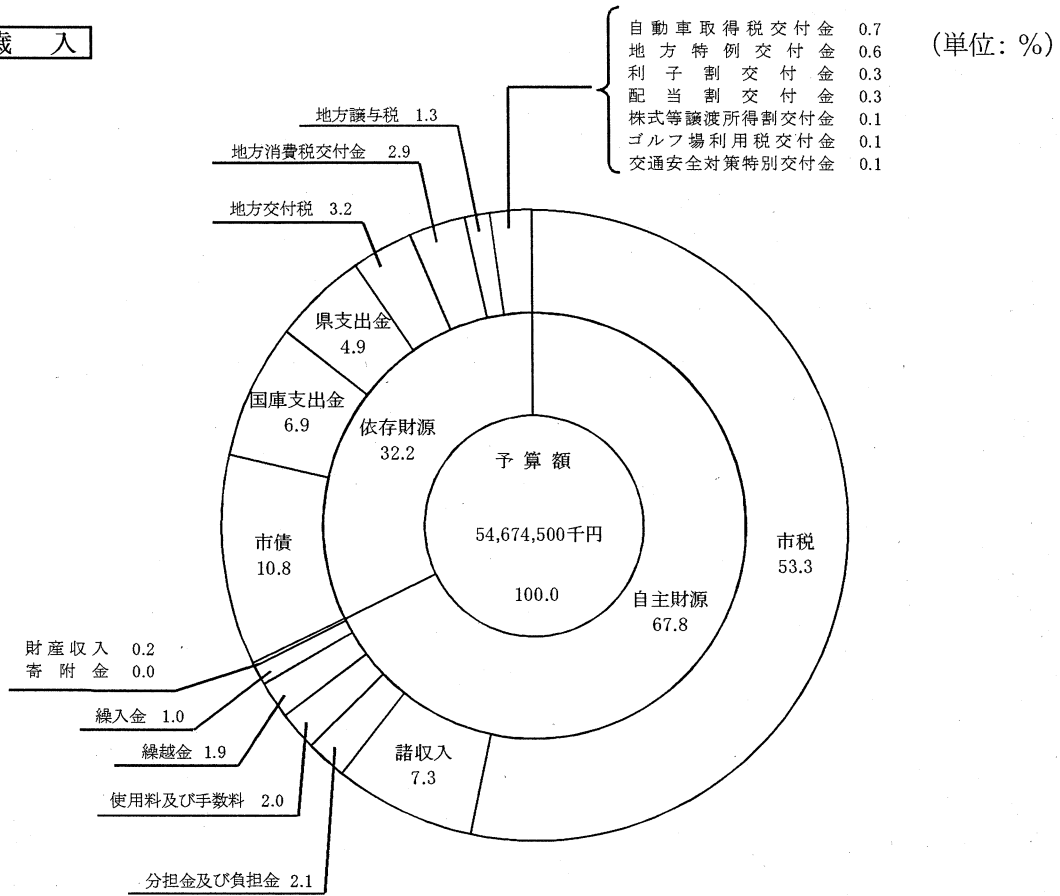 歳 入
(単位: %)
自動車取得税交付金 0.7
地方特例交付金 0.6
利子割交付金 0.3
配当割交付金 0.3
株式等譲渡所得割交付金 0.1
ゴルフ場利用税交付金 0.1
交通安全対策特別交付金 0.1
地方譲与税 1.3
地方消費税交付金 2.9
地方交付税 3.2
県支出金
4.9
国庫支出金
6.9
市債
10.8
依存財源
32.2
予算額
54,674,500千円
100.0
自主財源
67.8
市税
53.3
財産収入 0.2
寄附金 0.0
繰入金 1.0
繰越金 1.9
使用料及び手数料 2.0
分担金及び負担金 2.1
諸収入
7.3